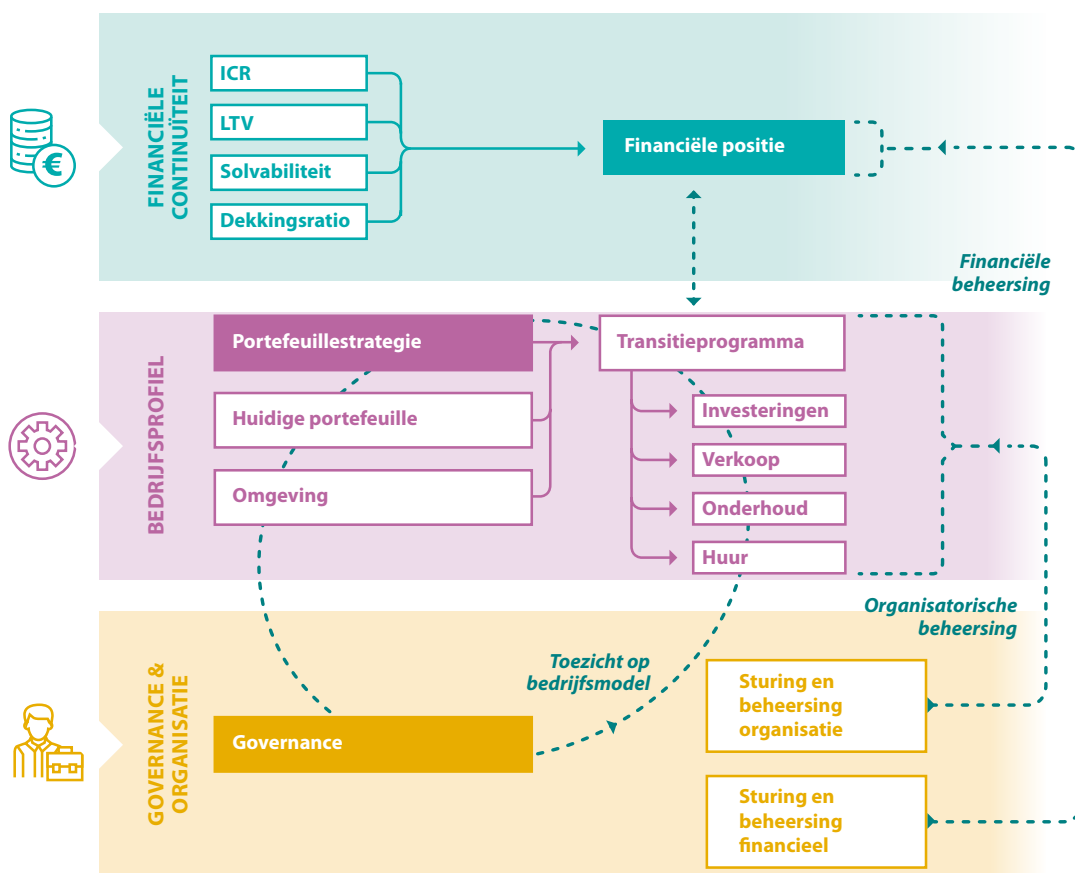 FINANCIËLE
CONTINUÏTEIT
ICR
LTV
Solvabiliteit
Dekkingsratio
€
Financiële positie
Financiële
beheersing
BEDRIJFSPROFIEL
Portefeuillestrategie
Huidige portefeuille
Omgeving
Transitieprogramma
Investeringen
Verkoop
Onderhoud
Huur
Organisatorische
beheersing
GOVERNANCE &
ORGANISATIE
Governance
Toezicht op
bedrijfsmodel
Sturing en
beheersing
organisatie
Sturing en
beheersing
financieel